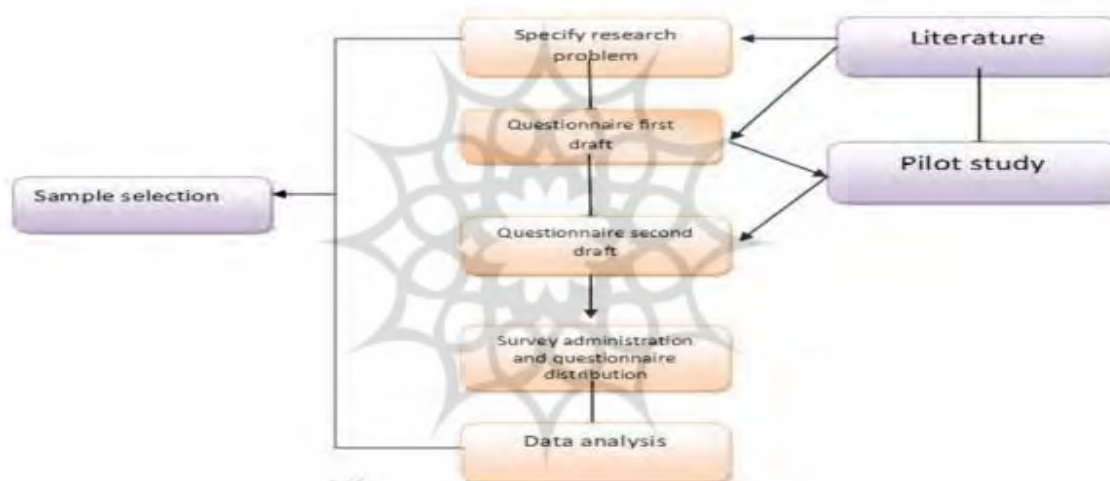 Specify research
problem
Literature
Questionnaire first
draft
Pilot study
Sample selection
Questionnaire second
draft
Survey administration
and questionnaire
distribution
Data analysis